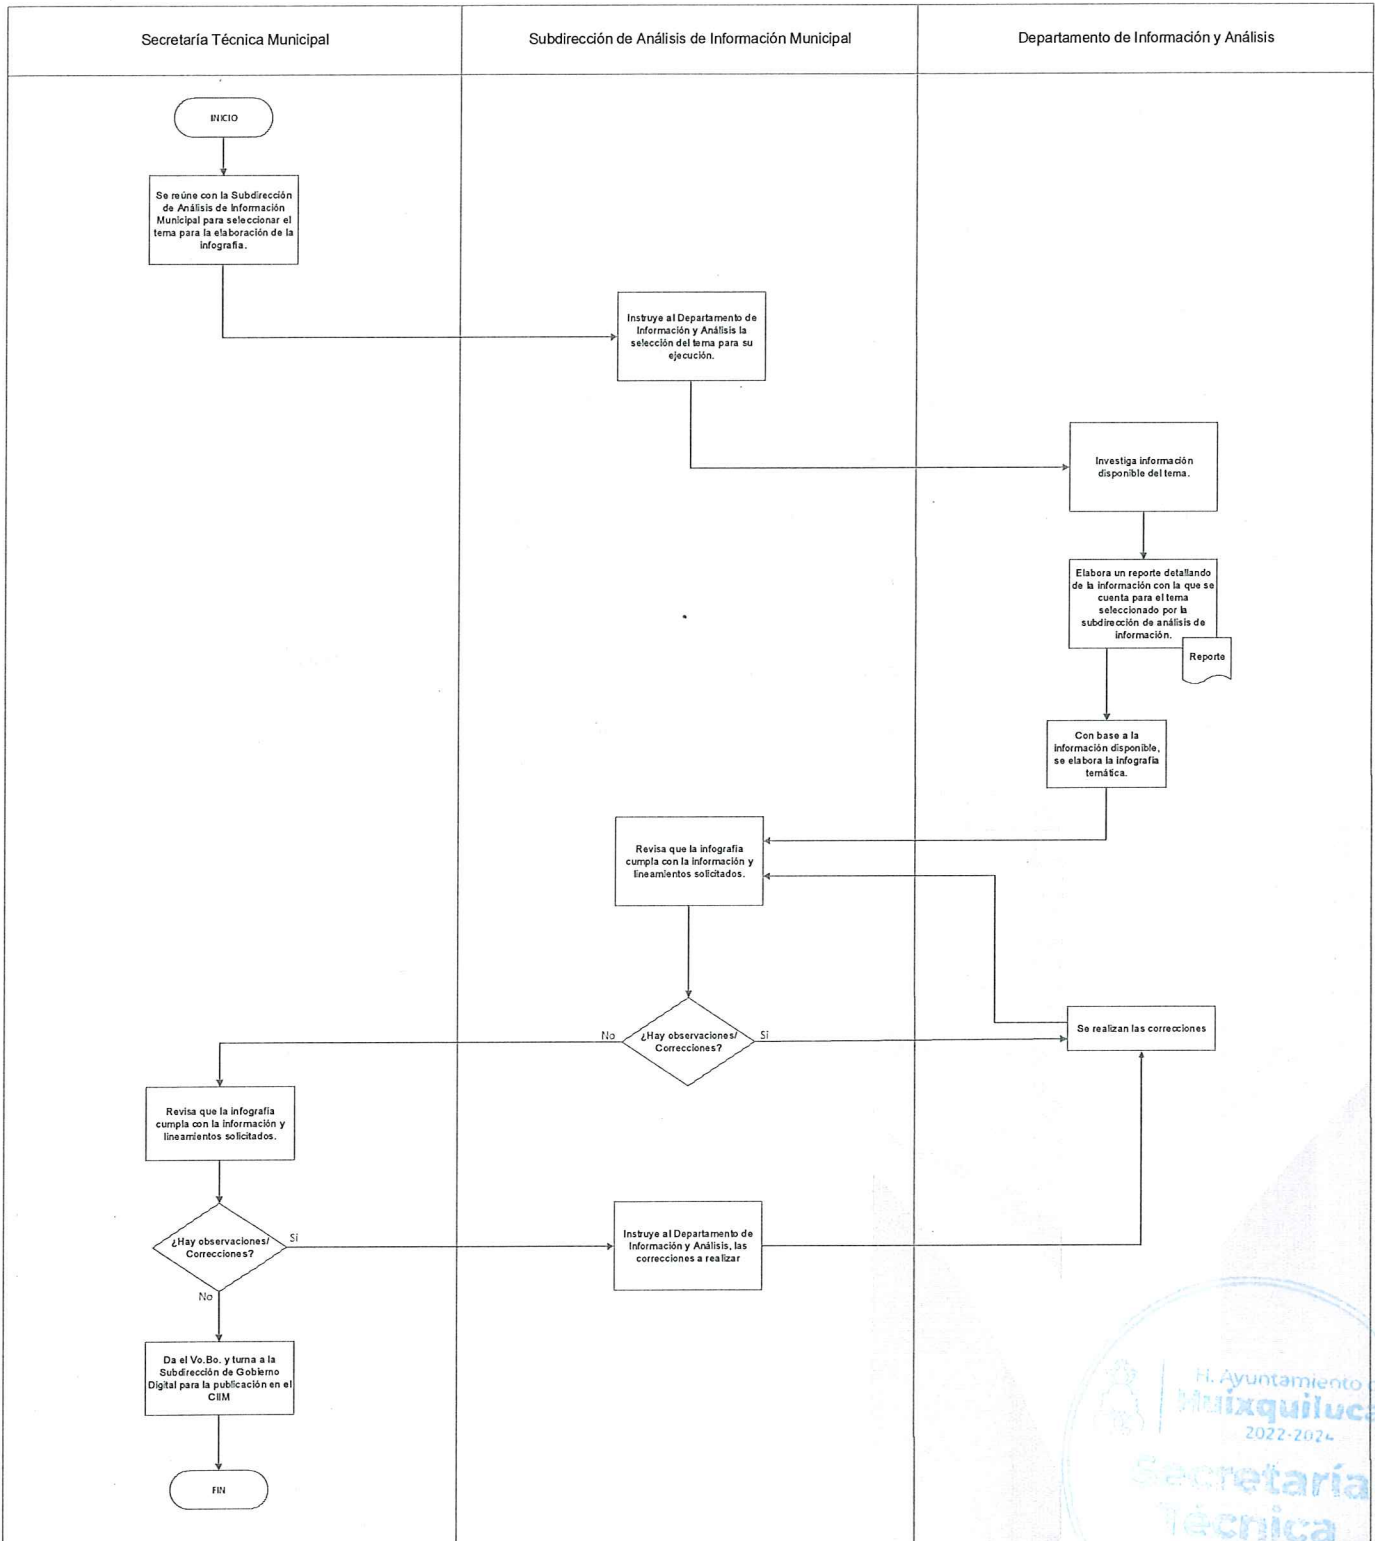 Secretaría Técnica Municipal
Subdirección de Análisis de Información Municipal
Departamento de Información y Análisis
INICIO
Se reúne con la Subdirección
de Análisis de Información
Municipal para seleccionar el
tema para la elaboración de la
infografía.
Instruye al Departamento de
Información y Análisis la
selección del tema para su
ejecución.
Investiga información
disponible del tema.
Elabora un reporte detallando
de la información con la que se
cuenta para el tema
seleccionado por la
subdirección de análisis de
información.
Reporte
Con base a la
información disponible,
se elabora la infografía
temática.
Revisa que la infografía
cumpla con la información y
lineamientos solicitados.
¿Hay observaciones/
Correcciones?
No
Sí
Se realizan las correcciones
Revisa que la infografía
cumpla con la información y
lineamientos solicitados.
¿Hay observaciones/
Correcciones?
Sí
No
Instruye al Departamento de
Información y Análisis, las
correcciones a realizar
Da el Vo.Bo. y turna a la
Subdirección de Gobierno
Digital para la publicación en el
CIIM
FIN
H. Ayuntamiento d
Huixquiluca
2022-2024
Secretaría
Técnica